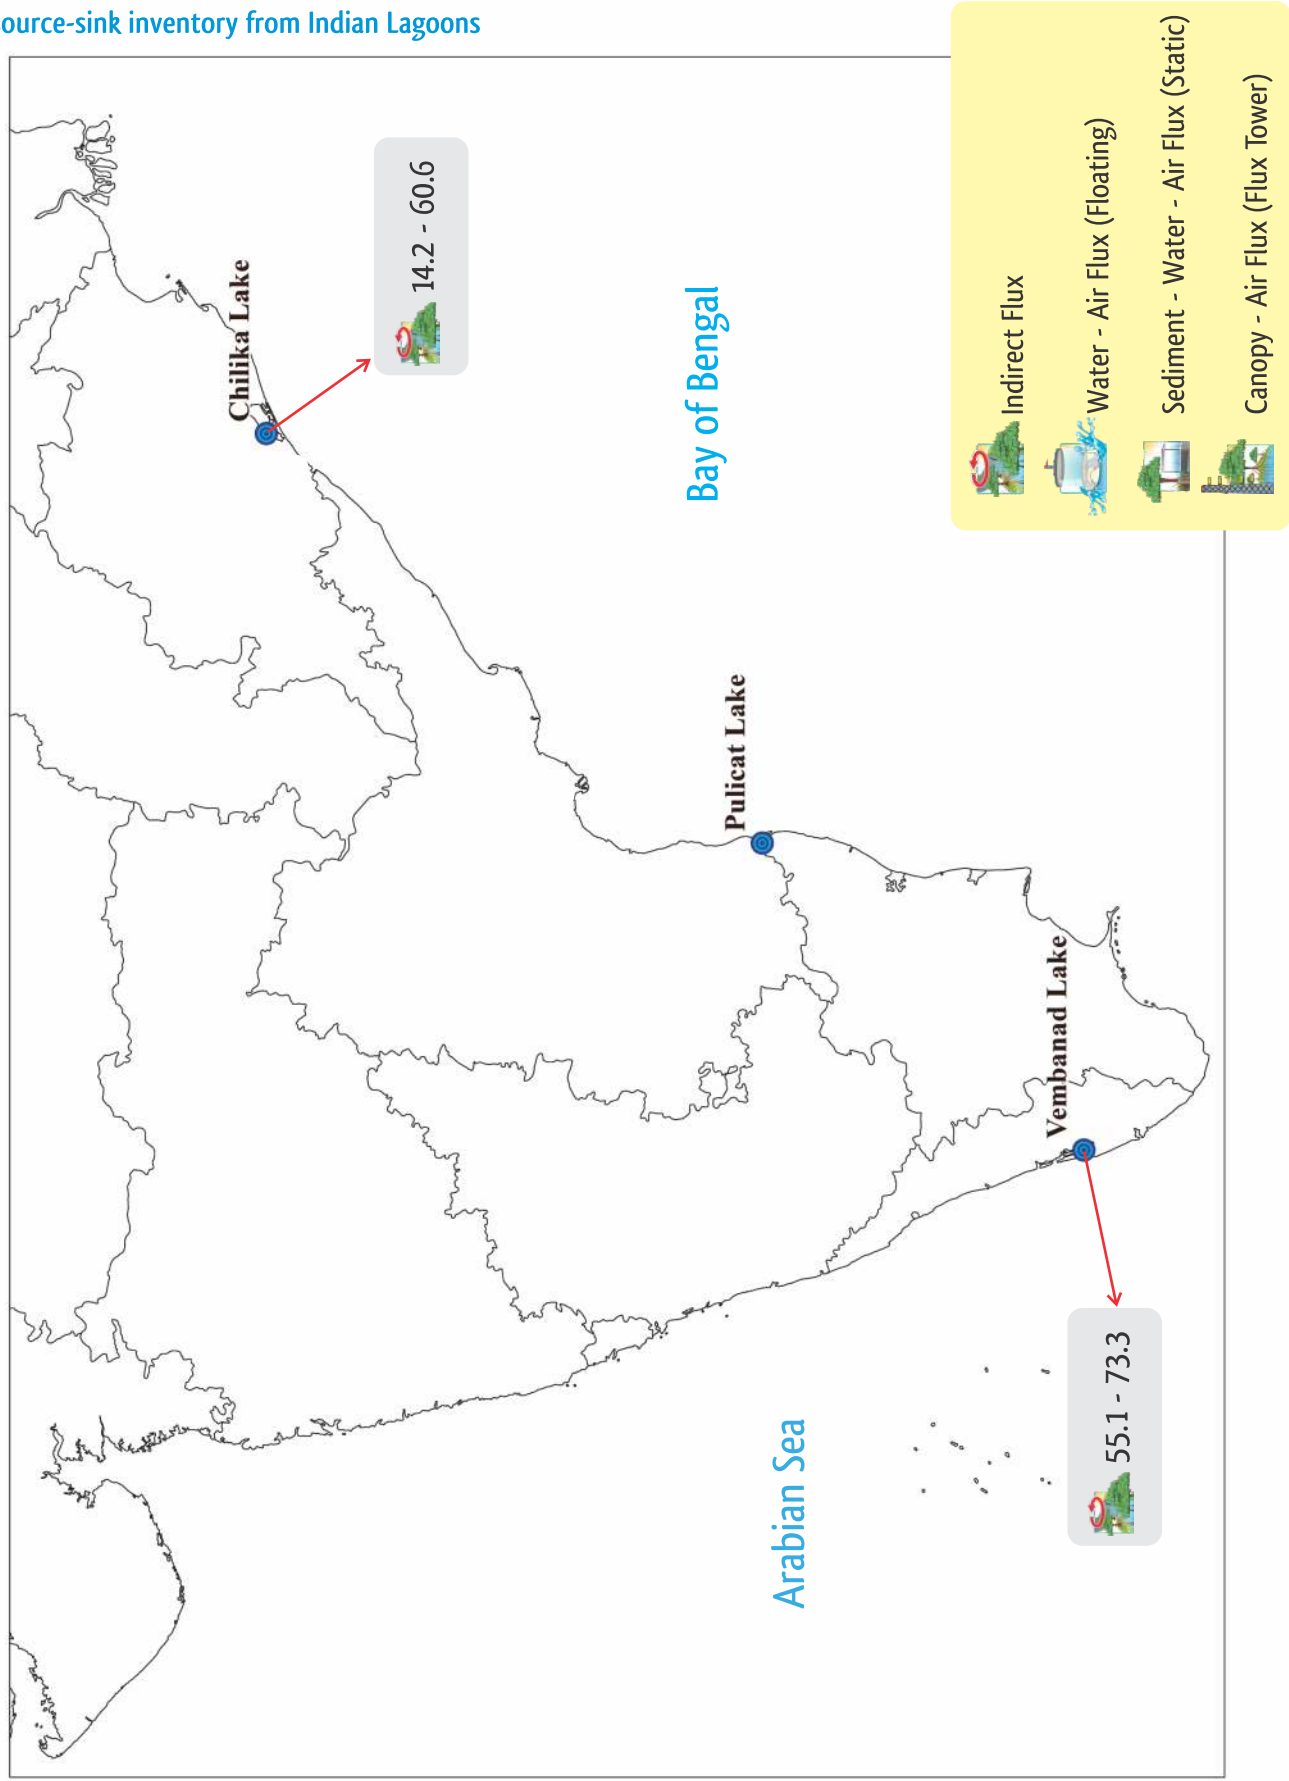 ource-sink inventory from Indian Lagoons
Chilika Lake
14.2 - 60.6
Bay of Bengal
Pulicat Lake
Vembanad Lake
55.1 - 73.3
Arabian Sea
Indirect Flux
Water - Air Flux (Floating)
Sediment - Water - Air Flux (Static)
Canopy - Air Flux (Flux Tower)